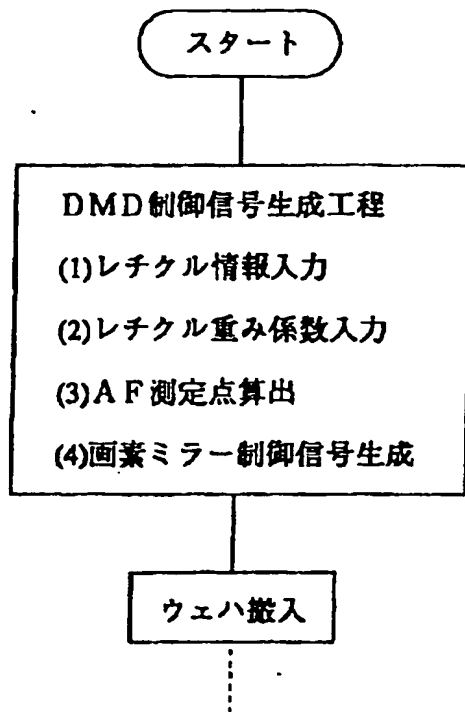 スタート
DMD制御信号生成工程
(1)レチクル情報入力
(2)レチクル重み係数入力
(3)AF測定点算出
(4)画素ミラー制御信号生成
ウェハ搬入